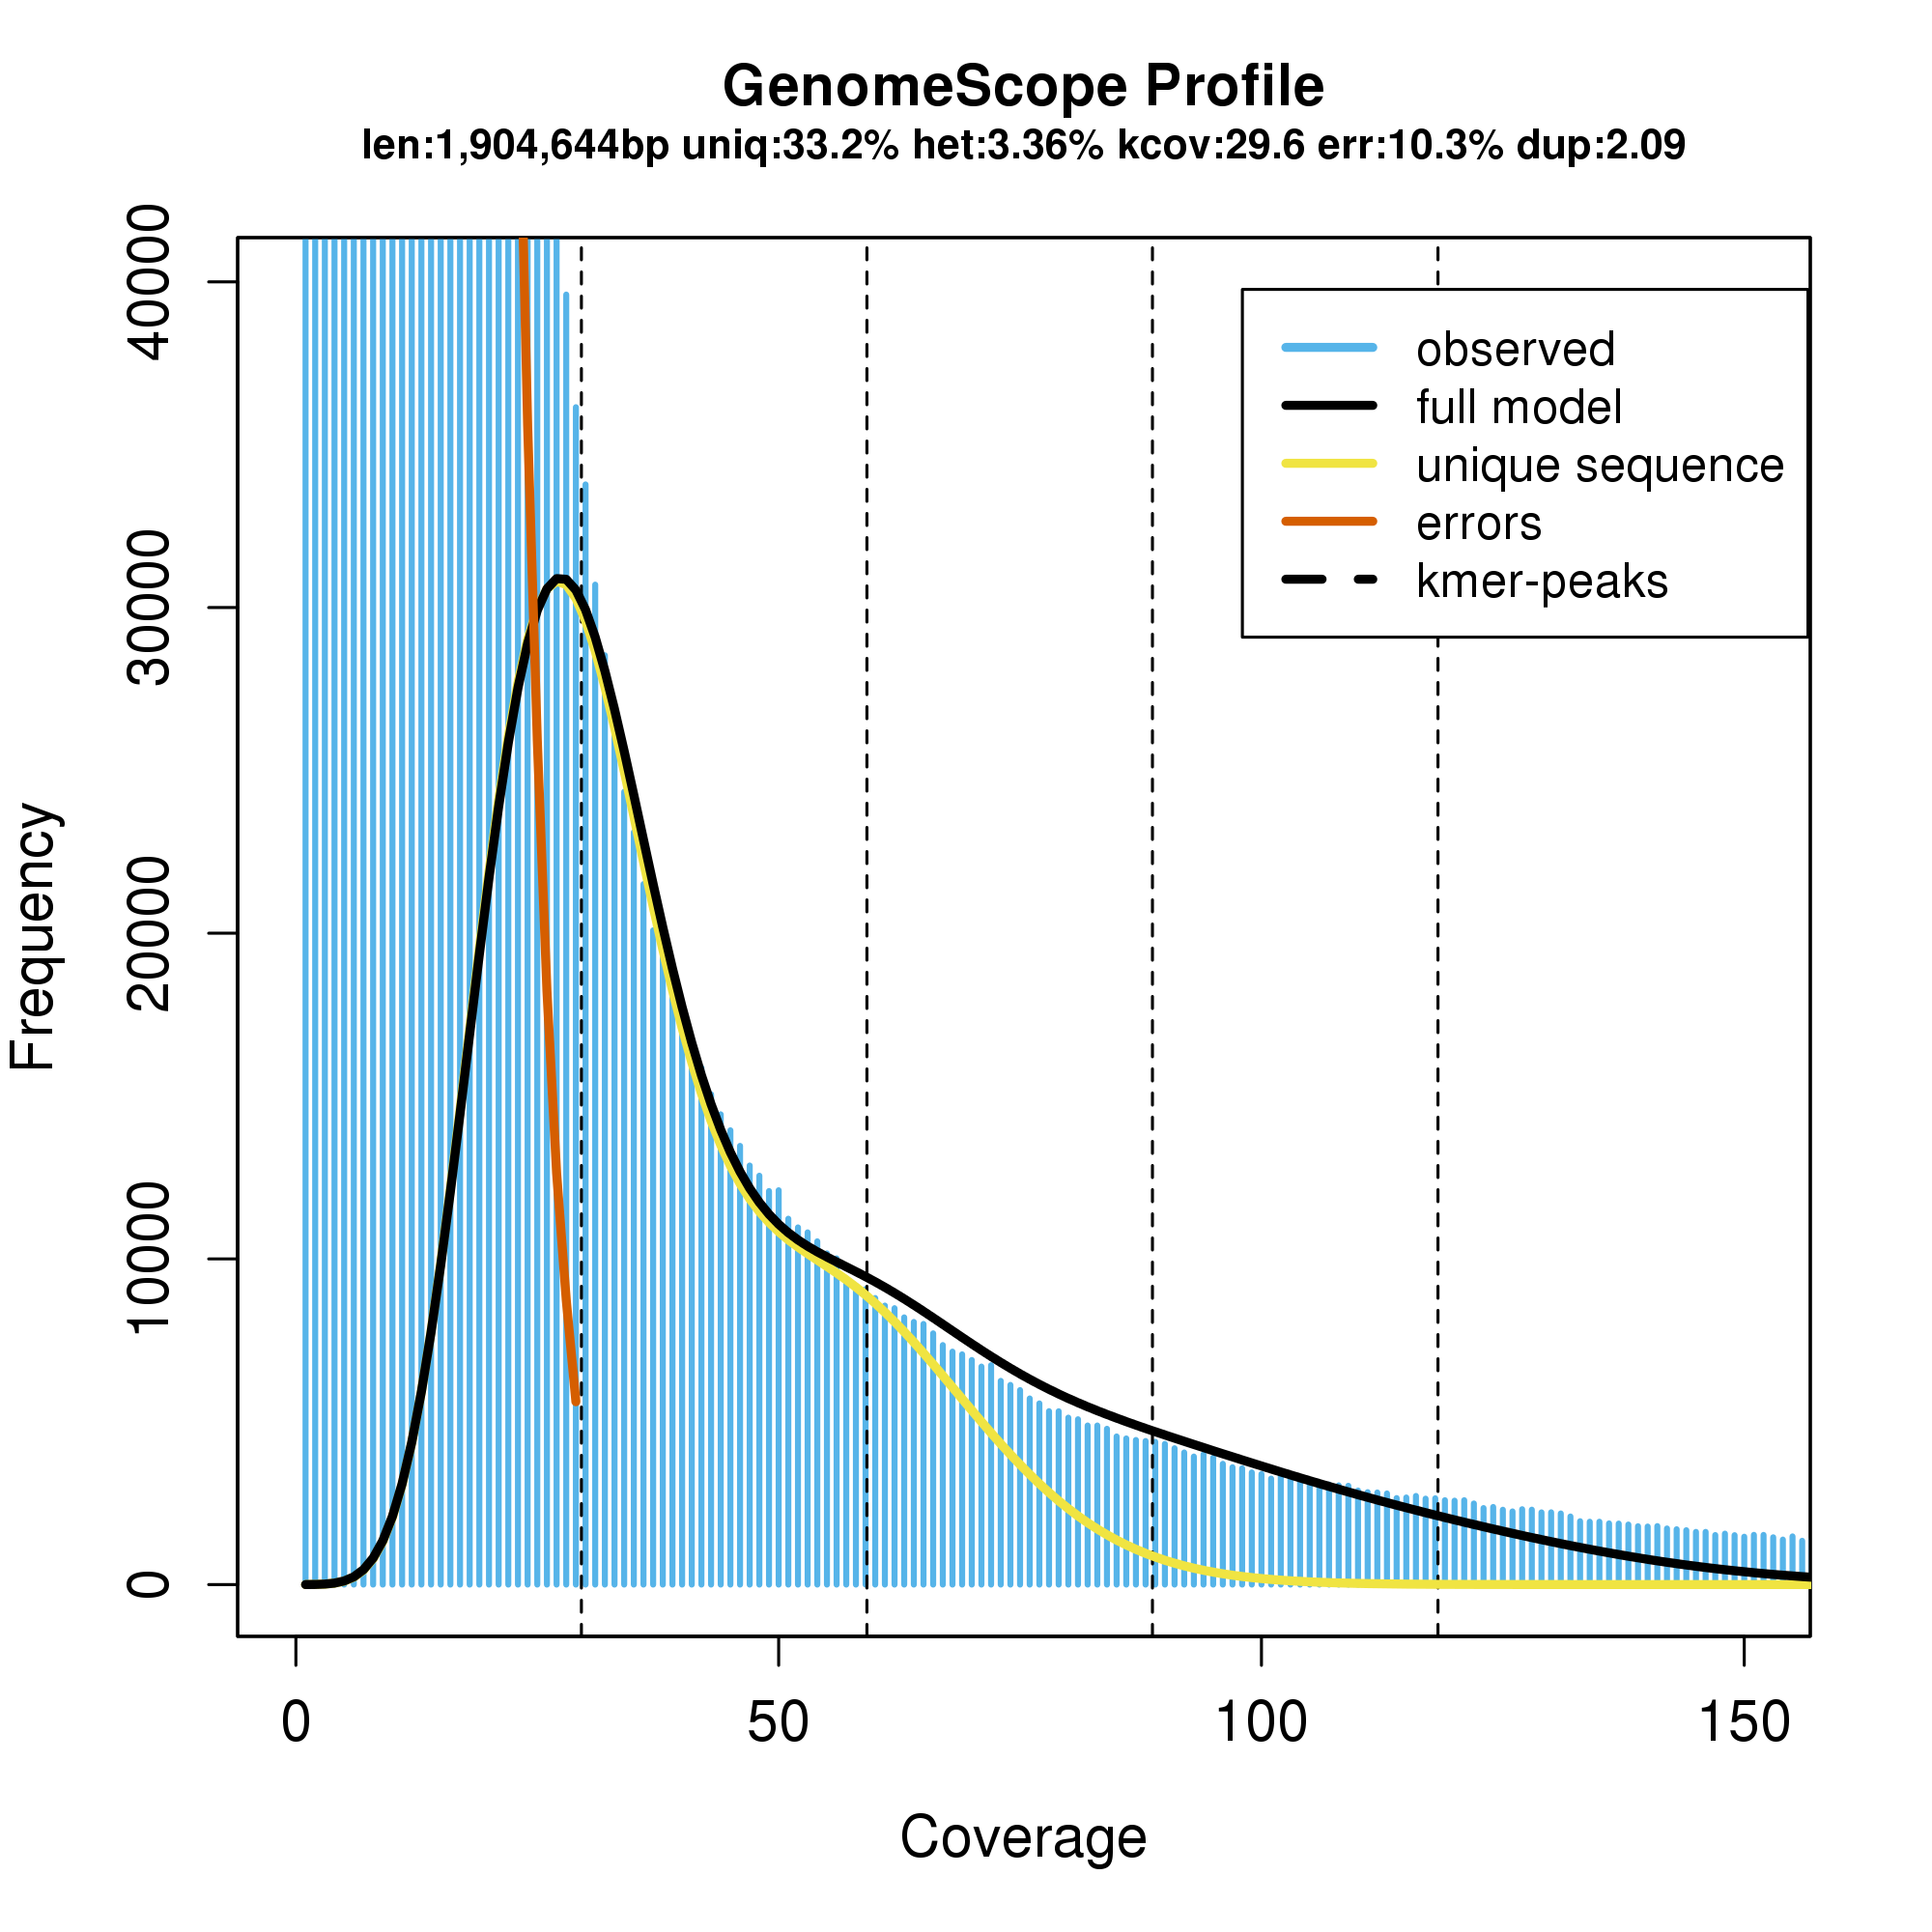 GenomeScope Profile
len:1,904,644bp uniq:33.2% het:3.36% kcov:29.6 err:10.3% dup:2.09
observed
full model
unique sequence
errors
kmer-peaks
Frequency
40000
30000
20000
10000
0
0 50 100 150
Coverage